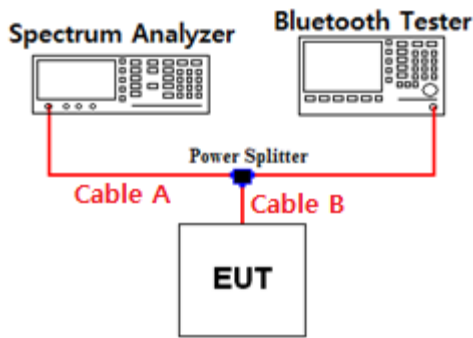 Spectrum Analyzer
Bluetooth Tester
Power Splitter
Cable A
Cable B
EUT